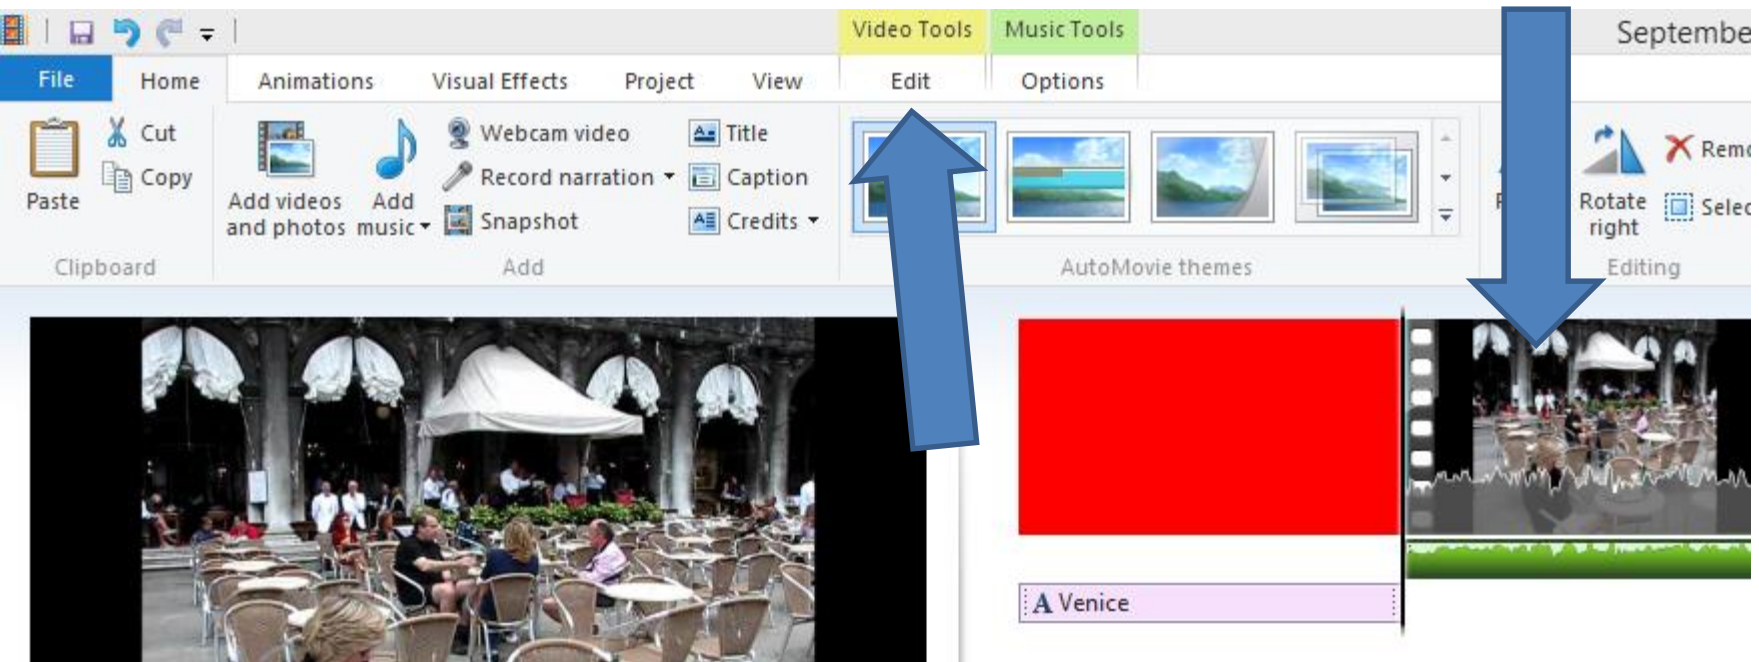 Video Tools Music Tools Septembe
File Home Animations Visual Effects Project View Edit Options
Cut
Copy
Paste
Clipboard
Add videos
and photos
Add
music
Webcam video
Record narration
Snapshot
Title
Caption
Credits
Add
AutoMovie themes
Rotate
right
Remo
Selec
Editing
A Venice